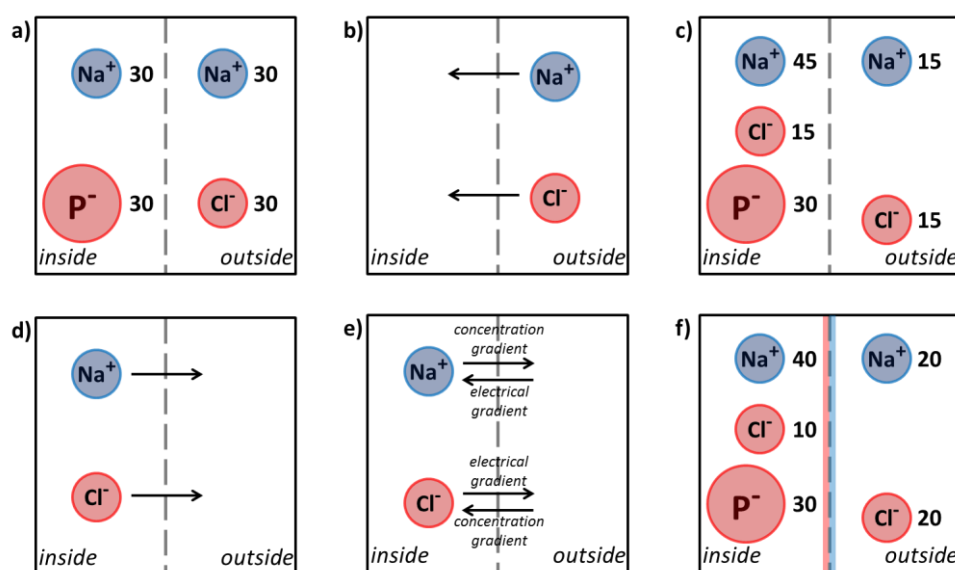 a)
Na⁺ 30 Na⁺ 30
P⁻ 30 Cl⁻ 30
inside outside
b)
Na⁺
Cl⁻
inside outside
c)
Na⁺ 45 Na⁺ 15
Cl⁻ 15
P⁻ 30 Cl⁻ 15
inside outside
d)
Na⁺
Cl⁻
inside outside
e)
concentration
gradient
Na⁺
electrical
gradient
electrical
gradient
Cl⁻
concentration
gradient
inside outside
f)
Na⁺ 40 Na⁺ 20
Cl⁻ 10
P⁻ 30 Cl⁻ 20
inside outside